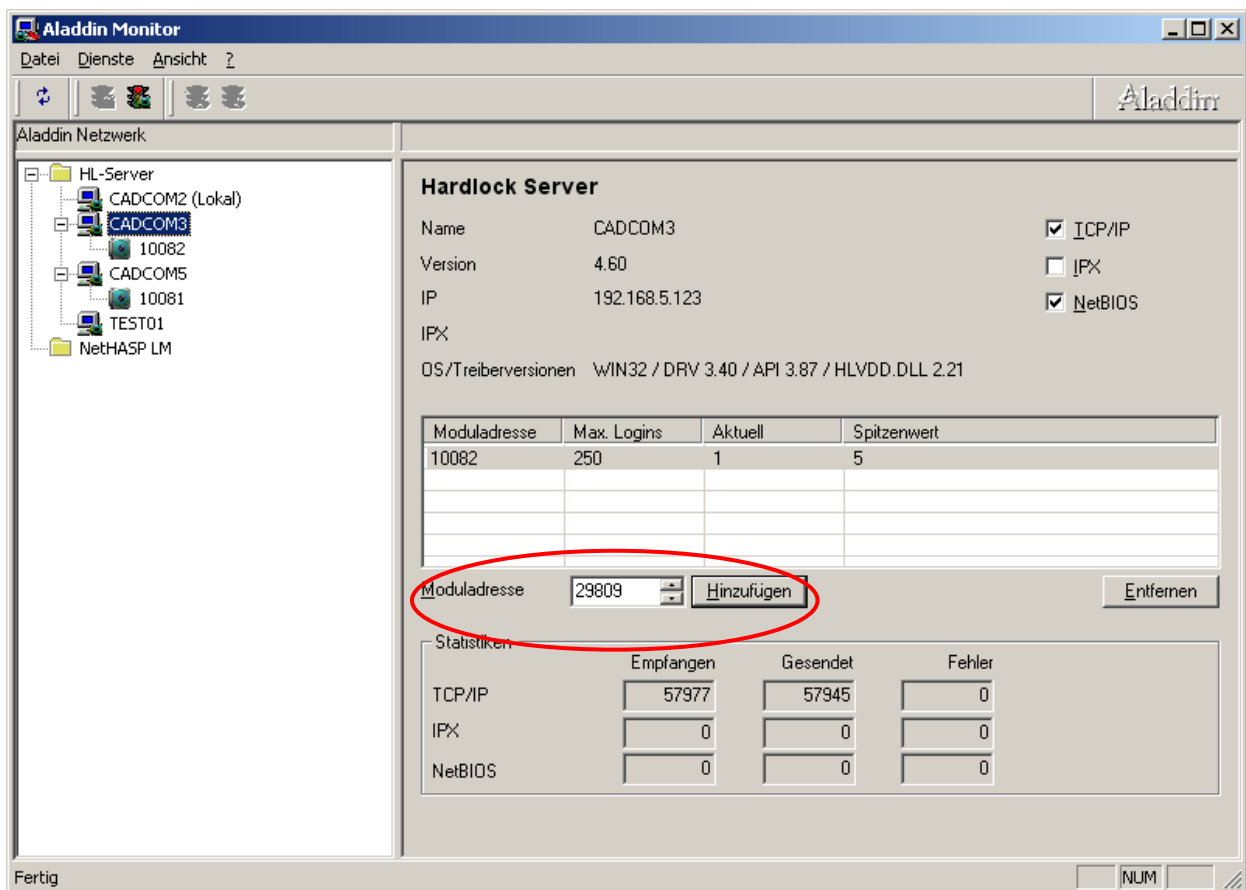 Aladdin Monitor
Datei Dienste Ansicht ?
Aladdin
Aladdin Netzwerk
HL-Server
CADCOM2 (Lokal)
CADCOM3
10082
CADCOM5
10081
TEST01
NetHASP LM
Hardlock Server
Name CADCOM3 TCP/IP
Version 4.60 IPX
IP 192.168.5.123 NetBIOS
IPX
OS/Treiberversionen WIN32 / DRV 3.40 / API 3.87 / HLVDD.DLL 2.21
Moduladresse Max. Logins Aktuell Spitzenwert
10082 250 1 5
Moduladresse 29809 Hinzufügen Entfernen
Statistiken
Empfangen Gesendet Fehler
TCP/IP 57977 57945 0
IPX 0 0 0
NetBIOS 0 0 0
Fertig NUM